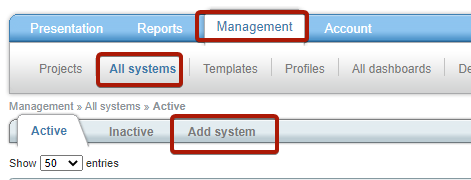 Presentation Reports Management Account
Projects All systems Templates Profiles All dashboards
Management » All systems » Active
Active Inactive Add system
Show 50 entries